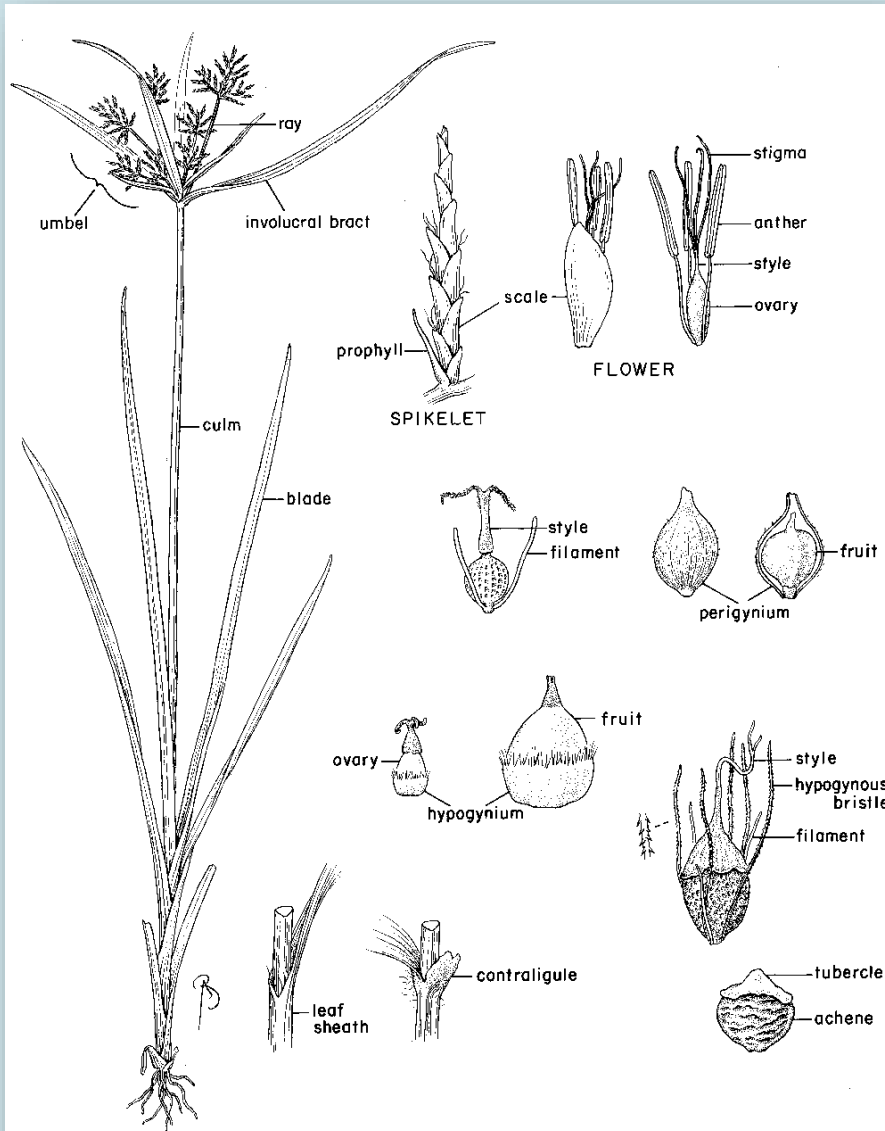 ray
umbel
involucral bract
culm
blade
prophyll
scale
SPIKELET
stigma
anther
style
ovary
FLOWER
style
filament
fruit
perigynium
ovary
fruit
hypogynium
style
hypogynous
bristle
filament
leaf
sheath
contraligule
tubercle
achene